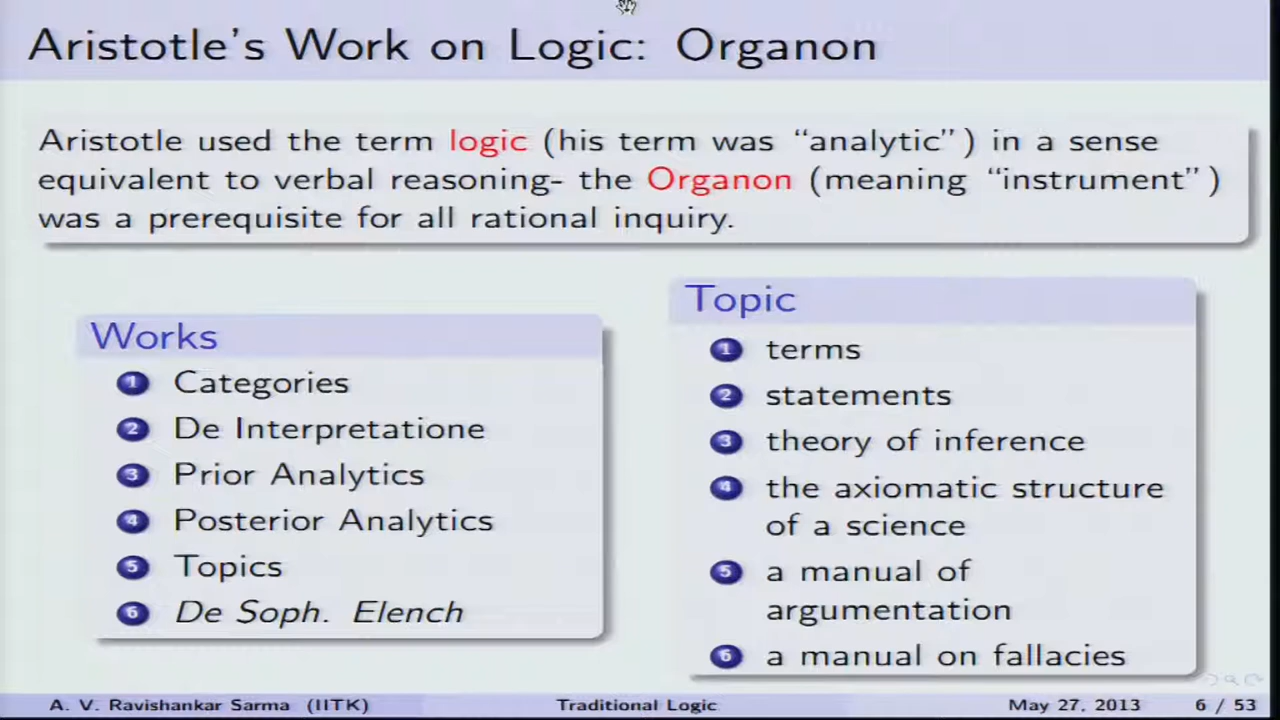 Aristotle's Work on Logic: Organon
Aristotle used the term logic (his term was “analytic”) in a sense
equivalent to verbal reasoning- the Organon (meaning “instrument”)
was a prerequisite for all rational inquiry.
Works
1 Categories
2 De Interpretatione
3 Prior Analytics
4 Posterior Analytics
5 Topics
6 De Soph. Elench
Topic
1 terms
2 statements
3 theory of inference
4 the axiomatic structure
of a science
5 a manual of
argumentation
6 a manual on fallacies
A. V. Ravishankar Sarma (IITK)
Traditional Logic
May 27, 2013
6 / 53